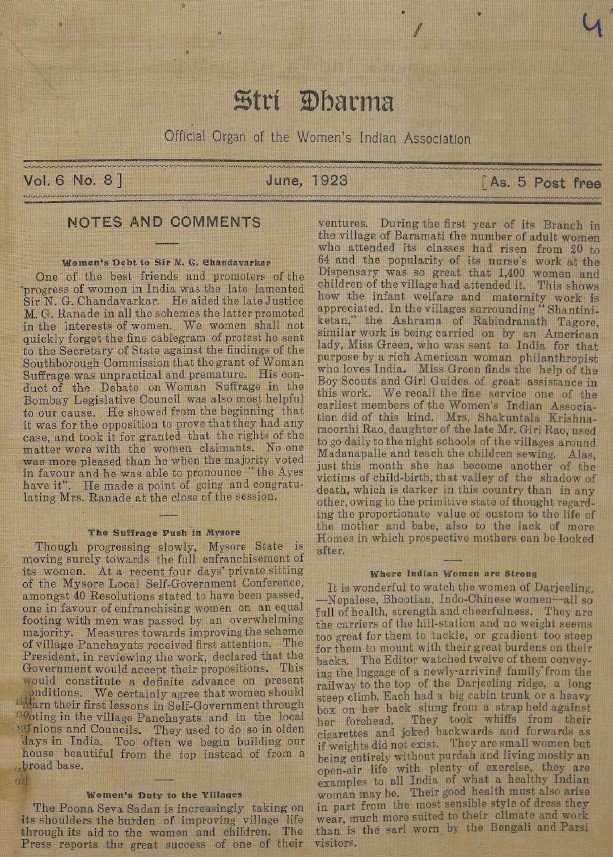 4
Stri Dharma
Official Organ of the Women's Indian Association
Vol. 6 No. 8 ]
June, 1923
[ As. 5 Post free
NOTES AND COMMENTS
Women's Debt to Sir N. G. Chandavarkar
One of the best friends and promoters of the
progress of women in India was the late lamented
Sir N. G. Chandavarkar. He aided the late Justice
M. G. Ranade in all the schemes the latter promoted
in the interests of women. We women shall not
quickly forget the fine cablegram of protest he sent
to the Secretary of State against the findings of the
Southborough Commission that the grant of Woman
Suffrage was unpractical and premature. His con-
duct of the Debate on Woman Suffrage in the
Bombay Legislative Council was also most helpful
to our cause. He showed from the beginning that
it was for the opposition to prove that they had any
case, and took it for granted that the rights of the
matter were with the women claimants. No one
was more pleased than he when the majority voted
in favour and he was able to pronounce "the Ayes
have it". He made a point of going and congratu-
lating Mrs. Ranade at the close of the session.
The Suffrage Push in Mysore
Though progressing slowly, Mysore State is
moving surely towards the full enfranchisement of
its women. At a recent four days' private sitting
of the Mysore Local Self-Government Conference,
amongst 40 Resolutions stated to have been passed,
one in favour of enfranchising women on an equal
footing with men was passed by an overwhelming
majority. Measures towards improving the scheme
of village Panchayats received first attention. The
President, in reviewing the work, declared that the
Government would accept their propositions. This
would constitute a definite advance on present
conditions. We certainly agree that women should
learn their first lessons in Self-Government through
voting in the village Panchayats and in the local
Unions and Councils. They used to do so in olden
days in India. Too often we begin building our
house beautiful from the top instead of from a
broad base.
Women's Duty to the Villages
The Poona Seva Sadan is increasingly taking on
its shoulders the burden of improving village life
through its aid to the women and children. The
Press reports the great success of one of their
ventures. During the first year of its Branch in
the village of Baramati the number of adult women
who attended its classes had risen from 20 to
64 and the popularity of its nurse's work at the
Dispensary was so great that 1,400 women and
children of the village had attended it. This shows
how the infant welfare and maternity work is
appreciated. In the villages surrounding "Shantini-
ketan," the Ashrama of Rabindranath Tagore,
similar work is being carried on by an American
lady, Miss Green, who was sent to India for that
purpose by a rich American woman philanthropist
who loves India. Miss Green finds the help of the
Boy Scouts and Girl Guides of great assistance in
this work. We recall the fine service one of the
earliest members of the Women's Indian Associa-
tion did of this kind. Mrs. Shakuntala Krishna-
moorthi Rao, daughter of the late Mr. Giri Rao, used
to go daily to the night schools of the villages around
Madanapalle and teach the children sewing. Alas,
just this month she has become another of the
victims of child-birth, that valley of the shadow of
death, which is darker in this country than in any
other, owing to the primitive state of thought regard-
ing the proportionate value of custom to the life of
the mother and babe, also to the lack of more
Homes in which prospective mothers can be looked
after.
Where Indian Women are Strong
It is wonderful to watch the women of Darjeeling,
—Nepalese, Bhootian, Indo-Chinese women—all so
full of health, strength and cheerfulness. They are
the carriers of the hill-station and no weight seems
too great for them to tackle, or gradient too steep
for them to mount with their great burdens on their
backs. The Editor watched twelve of them convey-
ing the luggage of a newly-arrived family from the
railway to the top of the Darjeeling ridge, a long
steep climb. Each had a big cabin trunk or a heavy
box on her back slung from a strap held against
her forehead. They took whiffs from their
cigarettes and joked backwards and forwards as
if weights did not exist. They are small women but
being entirely without purdah and living mostly an
open-air life with plenty of exercise, they are
examples to all India of what a healthy Indian
woman may be. Their good health must also arise
in part from the most sensible style of dress they
wear, much more suited to their climate and work
than is the sari worn by the Bengali and Parsi
visitors.